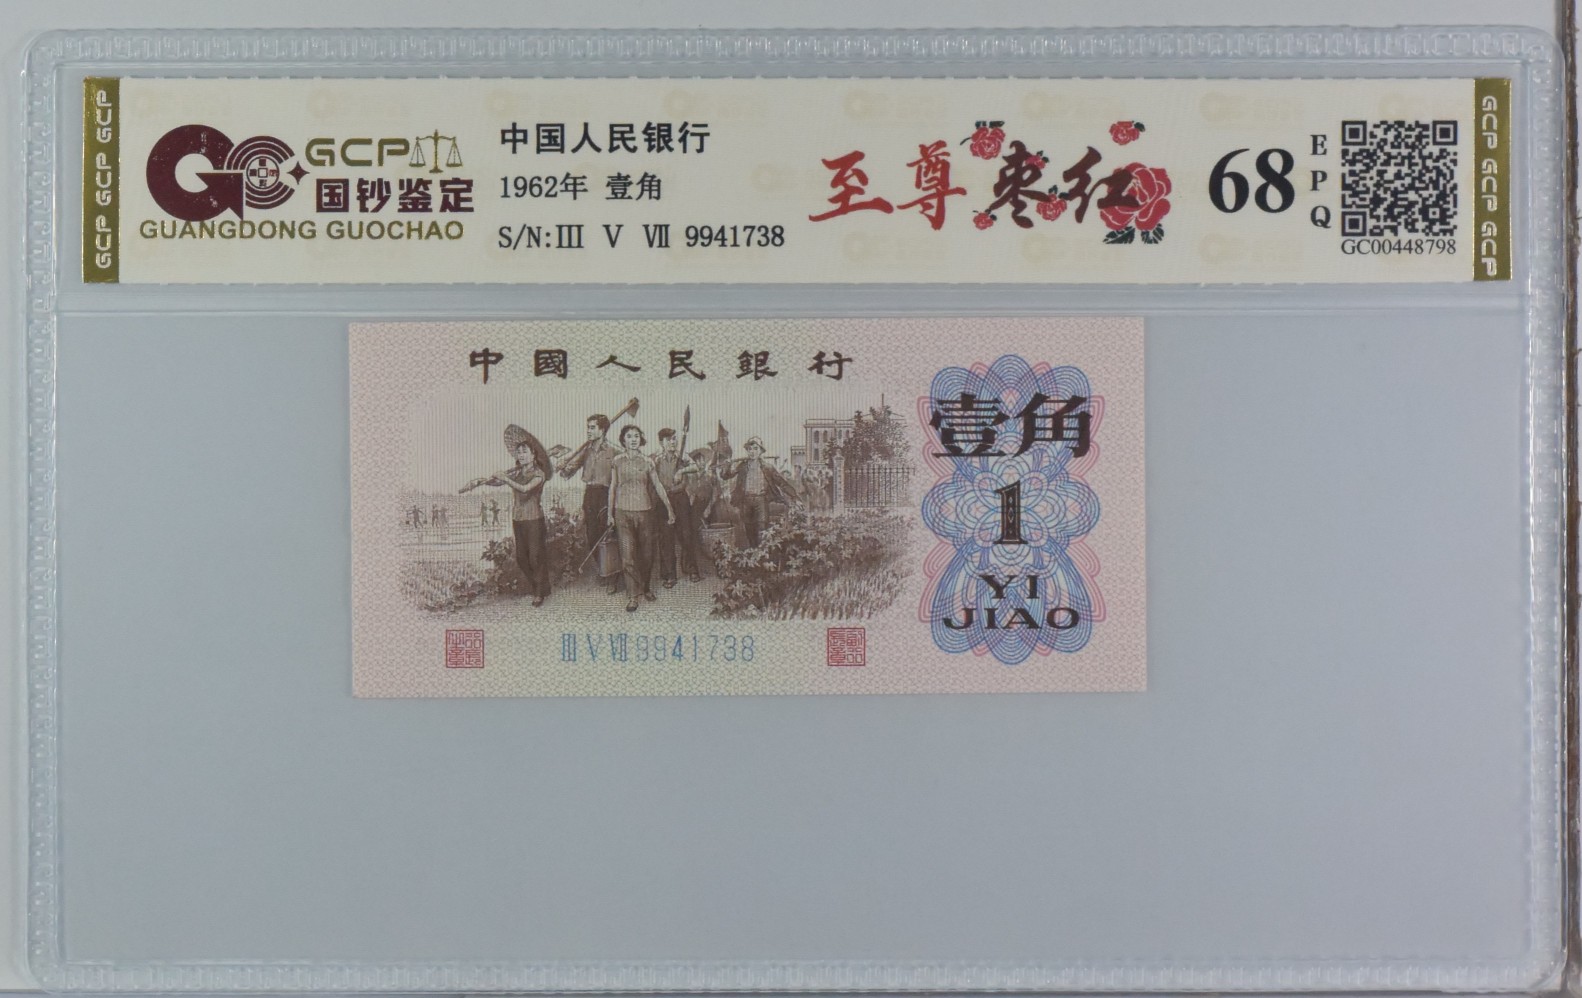 GCP GCP GCP
GCP
国钞鉴定
GUANGDONG GUOCHAO
中国人民银行
1962年 壹角
S/N:III V VII 9941738
至尊枣红
68
EPQ
GC00448798
GCP GCP GCP
中國人民銀行
壹角
1
YI
JIAO
III V VII 9941738